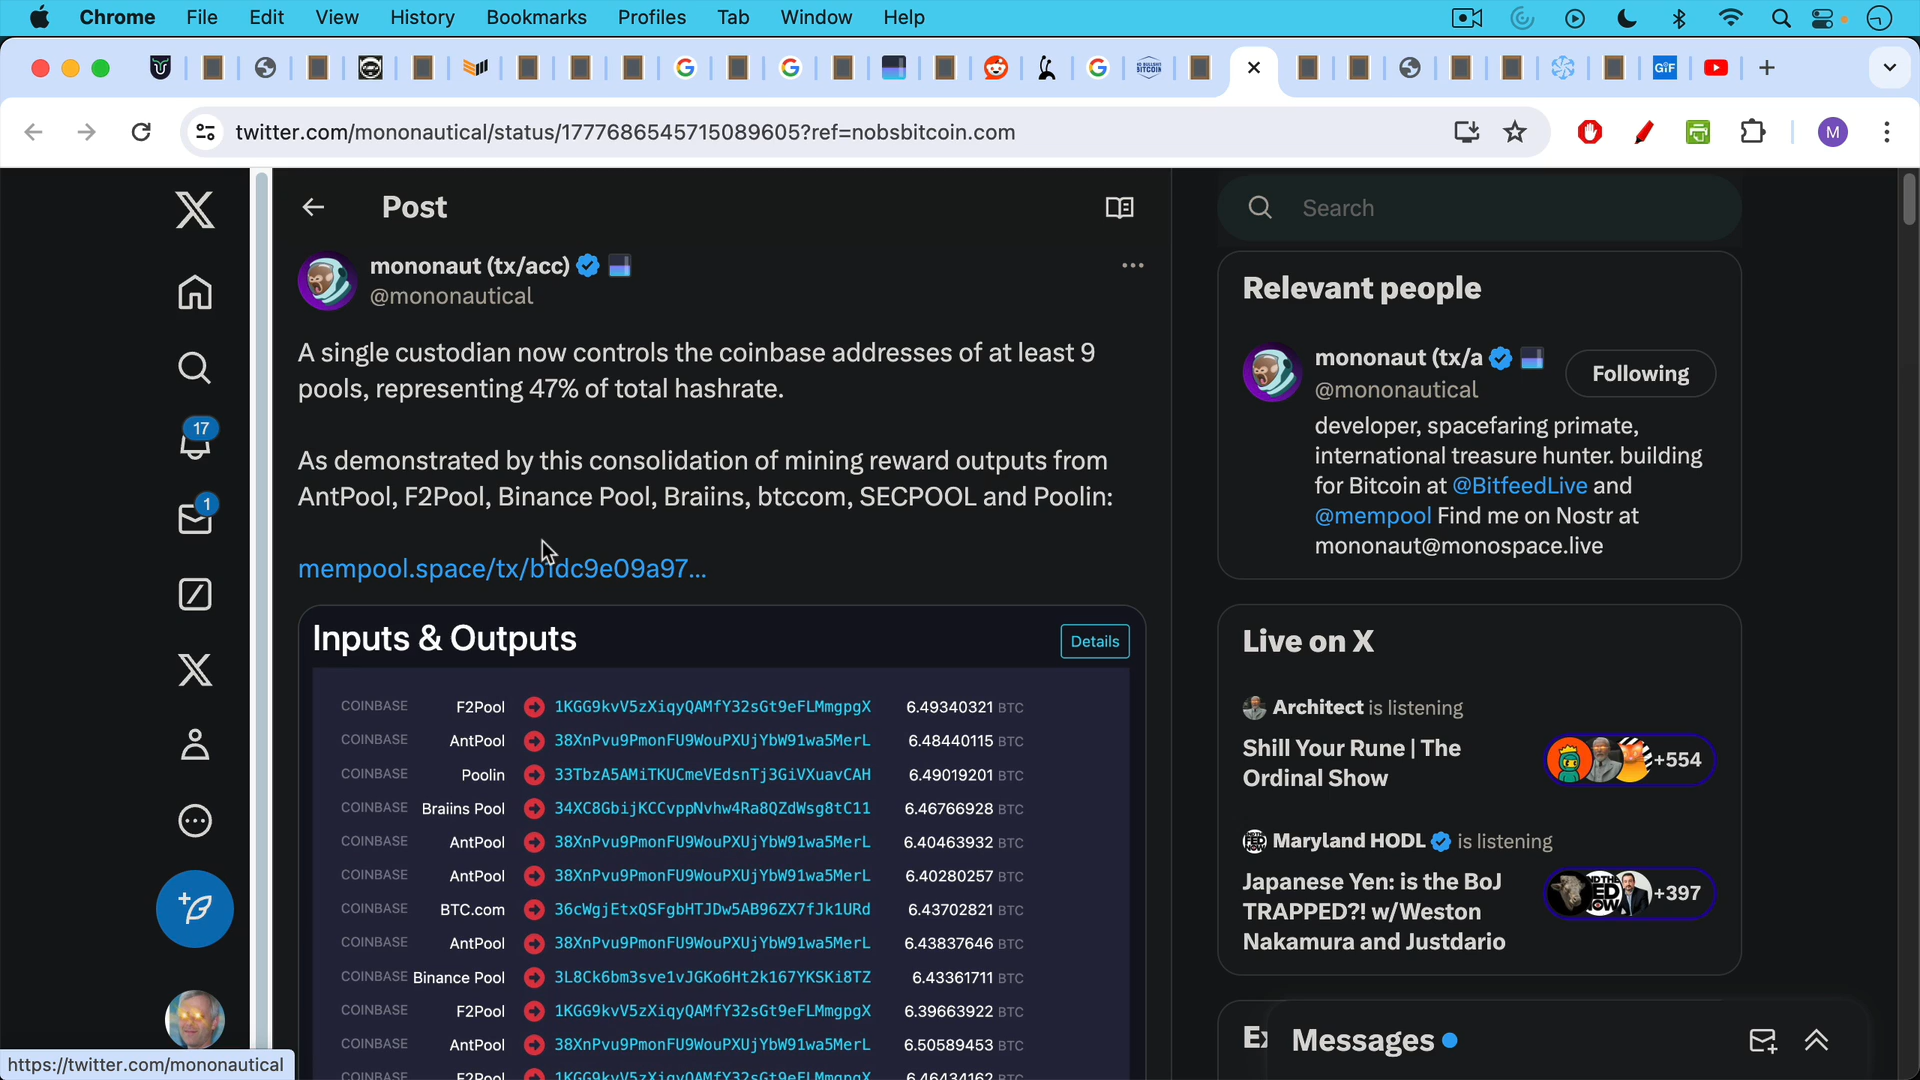 Chrome File Edit View History Bookmarks Profiles Tab Window Help
GIF
twitter.com/mononautical/status/1777686545715089605?ref=nobsbitcoin.com
M
Post
Search
mononaut (tx/acc)
@mononautical
A single custodian now controls the coinbase addresses of at least 9
pools, representing 47% of total hashrate.
As demonstrated by this consolidation of mining reward outputs from
AntPool, F2Pool, Binance Pool, Braiins, btccom, SECPOOL and Poolin:
mempool.space/tx/b1dc9e09a97...
Inputs & Outputs
Details
COINBASE F2Pool 1KGG9kvV5zXiqyQAMfY32sGt9eFLMmgpgX 6.49340321 BTC
COINBASE AntPool 38XnPvu9PmonFU9WouPXUjYbW91wa5MerL 6.48440115 BTC
COINBASE Poolin 33TbzA5AMiTKUCmeVEdsnTj3GiVXuavCAH 6.49019201 BTC
COINBASE Braiins Pool 34XC8GbijKCCvppNvhw4Ra8QZdWsg8tC11 6.46766928 BTC
COINBASE AntPool 38XnPvu9PmonFU9WouPXUjYbW91wa5MerL 6.40463932 BTC
COINBASE AntPool 38XnPvu9PmonFU9WouPXUjYbW91wa5MerL 6.40280257 BTC
COINBASE BTC.com 36cWgjEtxQSFgbHTJDw5AB96ZX7fJk1URd 6.43702821 BTC
COINBASE AntPool 38XnPvu9PmonFU9WouPXUjYbW91wa5MerL 6.43837646 BTC
COINBASE Binance Pool 3L8Ck6bm3sve1vJGKo6Ht2k167YKSKi8TZ 6.43361711 BTC
COINBASE F2Pool 1KGG9kvV5zXiqyQAMfY32sGt9eFLMmgpgX 6.39663922 BTC
COINBASE AntPool 38XnPvu9PmonFU9WouPXUjYbW91wa5MerL 6.50589453 BTC
COINBASE F2Pool 1KGG9kvV5zXiqyQAMfY32sGt9eFLMmgpgX 6.46434162 BTC
17
1
Relevant people
mononaut (tx/a
@mononautical
Following
developer, spacefaring primate,
international treasure hunter. building
for Bitcoin at @BitfeedLive and
@mempool Find me on Nostr at
mononaut@monospace.live
Live on X
Architect is listening
Shill Your Rune | The
Ordinal Show
+554
Maryland HODL is listening
Japanese Yen: is the BoJ
TRAPPED?! w/Weston
Nakamura and Justdario
+397
Messages
https://twitter.com/mononautical